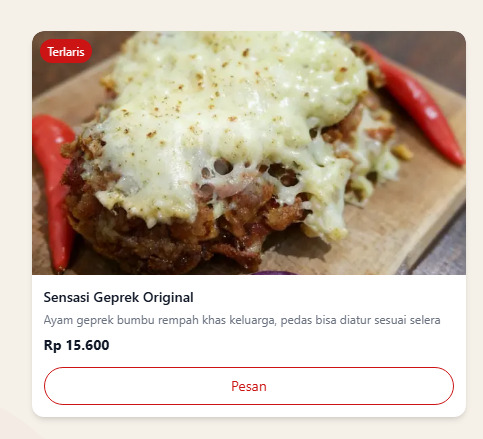 Terlaris
Sensasi Geprek Original
Ayam geprek bumbu rempah khas keluarga, pedas bisa diatur sesuai selera
Rp 15.600
Pesan